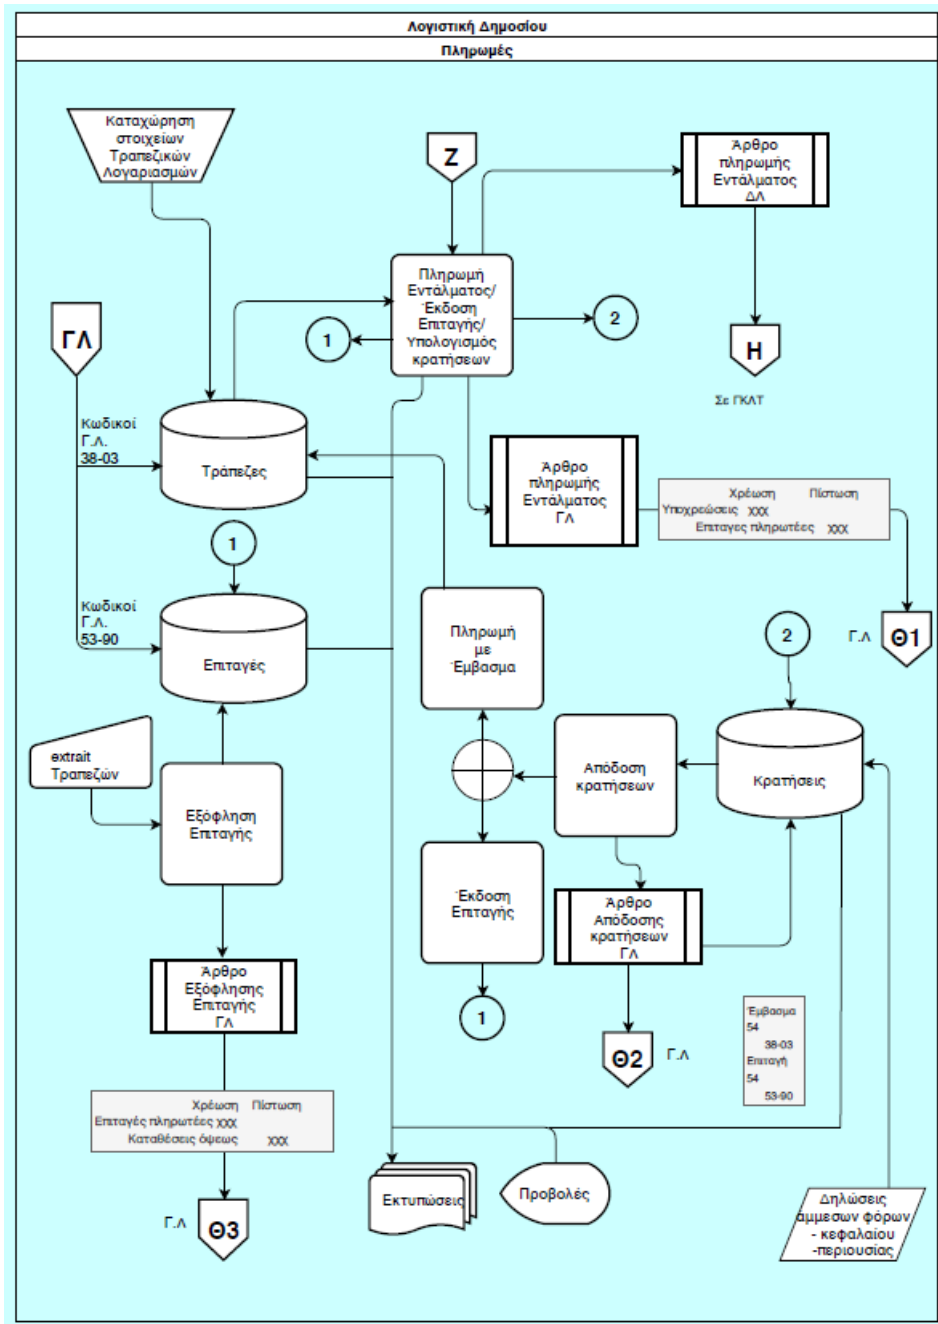 Λογιστική Δημοσίου
Πληρωμές
Καταχώρηση
στοιχείων
Τραπεζικών
Λογαριασμών
Ζ
Άρθρο
πληρωμής
Εντάλματος
ΔΛ
Πληρωμή
Εντάλματος/
Έκδοση
Επιταγής/
Υπολογισμός
κρατήσεων
1
2
ΓΛ
Η
Σε ΓΚΛΤ
Κωδικοί
Γ.Λ.
38-03
Τράπεζες
Άρθρο
πληρωμής
Εντάλματος
ΓΛ
Χρέωση Πίστωση
Υποχρεώσεις xxx
Επιταγες πληρωτέες xxx
1
Κωδικοί
Γ.Λ.
53-90
Επιταγές
Πληρωμή
με
Έμβασμα
2
Γ.Λ
Θ1
extrait
Τραπεζών
Εξόφληση
Επιταγής
Απόδοση
κρατήσεων
Κρατήσεις
Έκδοση
Επιταγής
Άρθρο
Απόδοσης
κρατήσεων
ΓΛ
Άρθρο
Εξόφλησης
Επιταγής
ΓΛ
1
Θ2
Γ.Λ
Έμβασμα
54
38-03
Επιταγή
54
53-90
Χρέωση Πίστωση
Επιταγές πληρωτέες xxx
Καταθέσεις όψεως xxx
Γ.Λ
Θ3
Εκτυπώσεις
Προβολές
Δηλώσεις
άμμεσων φόρων
- κεφαλαίου
-περιουσίας